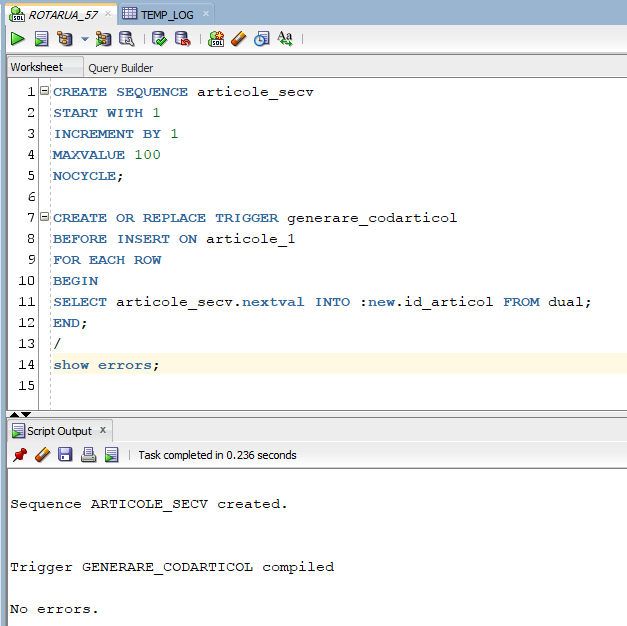 ROTARUA_57 × TEMP_LOG ×
SQL Aa
Worksheet Query Builder
1 CREATE SEQUENCE articole_secv
2 START WITH 1
3 INCREMENT BY 1
4 MAXVALUE 100
5 NOCYCLE;
6
7 CREATE OR REPLACE TRIGGER generare_codarticol
8 BEFORE INSERT ON articole_1
9 FOR EACH ROW
10 BEGIN
11 SELECT articole_secv.nextval INTO :new.id_articol FROM dual;
12 END;
13 /
14 show errors;
15
Script Output ×
Task completed in 0.236 seconds
Sequence ARTICOLE_SECV created.
Trigger GENERARE_CODARTICOL compiled
No errors.